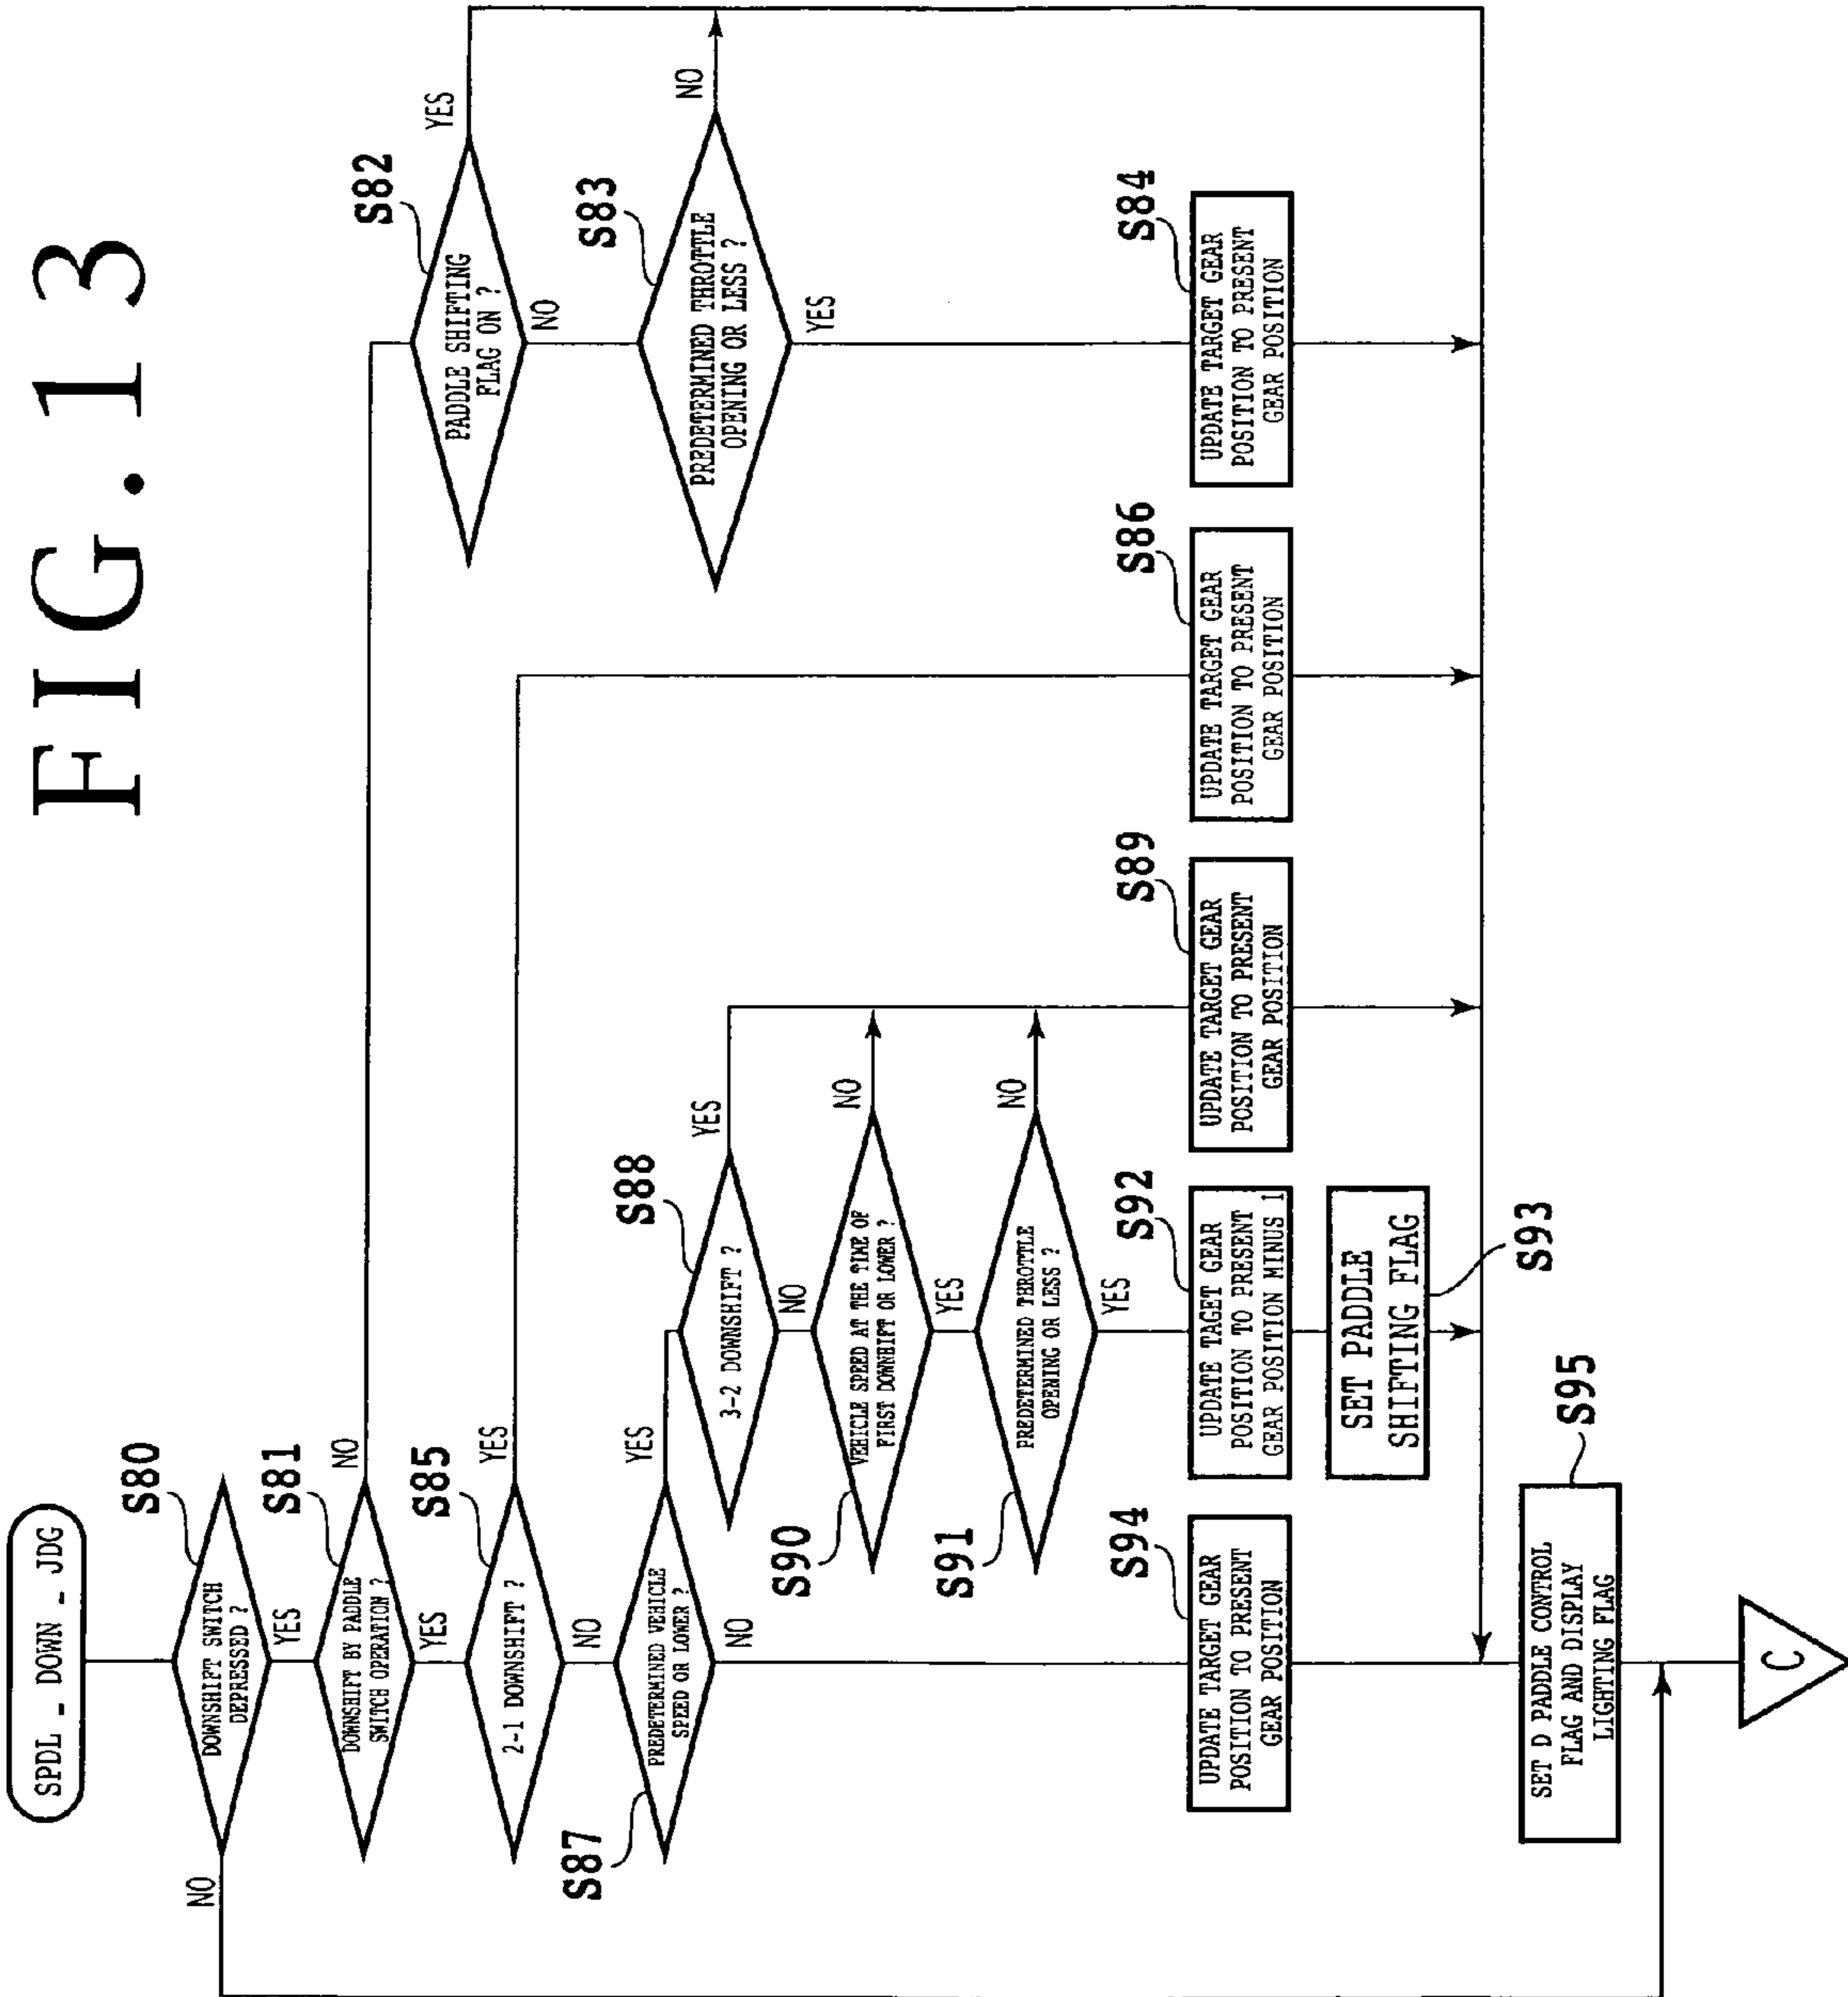 FIG.13
SPDL _ DOWN _ JDG
S80
DOWNSHIFT SWITCH
DEPRESSED ?
NO
YES
S81
DOWNSHIFT BY PADDLE
SWITCH OPERATION ?
NO
YES
S82
PADDLE SHIFTING
FLAG ON ?
YES
NO
S83
PREDETERMINED THROTTLE
OPENING OR LESS ?
NO
YES
S84
UPDATE TARGET GEAR
POSITION TO PRESENT
GEAR POSITION
S85
2-1 DOWNSHIFT ?
YES
NO
S86
UPDATE TARGET GEAR
POSITION TO PRESENT
GEAR POSITION
S87
PREDETERMINED VEHICLE
SPEED OR LOWER ?
YES
NO
S88
3-2 DOWNSHIFT ?
YES
NO
S89
UPDATE TARGET GEAR
POSITION TO PRESENT
GEAR POSITION
S90
VEHICLE SPEED AT THE TIME OF
FIRST DOWNHIFT OR LOWER ?
NO
YES
S91
PREDETERMINED THROTTLE
OPENING OR LESS ?
NO
YES
S92
UPDATE TAGET GEAR
POSITION TO PRESENT
GEAR POSITION MINUS 1
S93
SET PADDLE
SHIFTING FLAG
S94
UPDATE TARGET GEAR
POSITION TO PRESENT
GEAR POSITION
S95
SET D PADDLE CONTROL
FLAG AND DISPLAY
LIGHTING FLAG
C